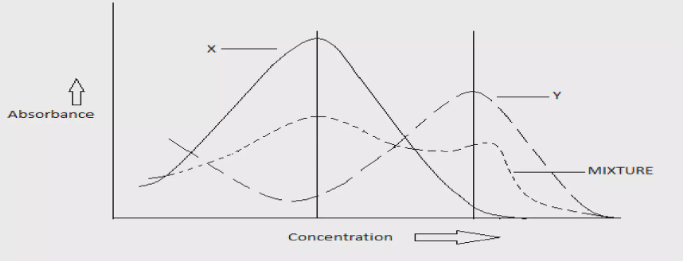 X
Absorbance
Y
MIXTURE
Concentration